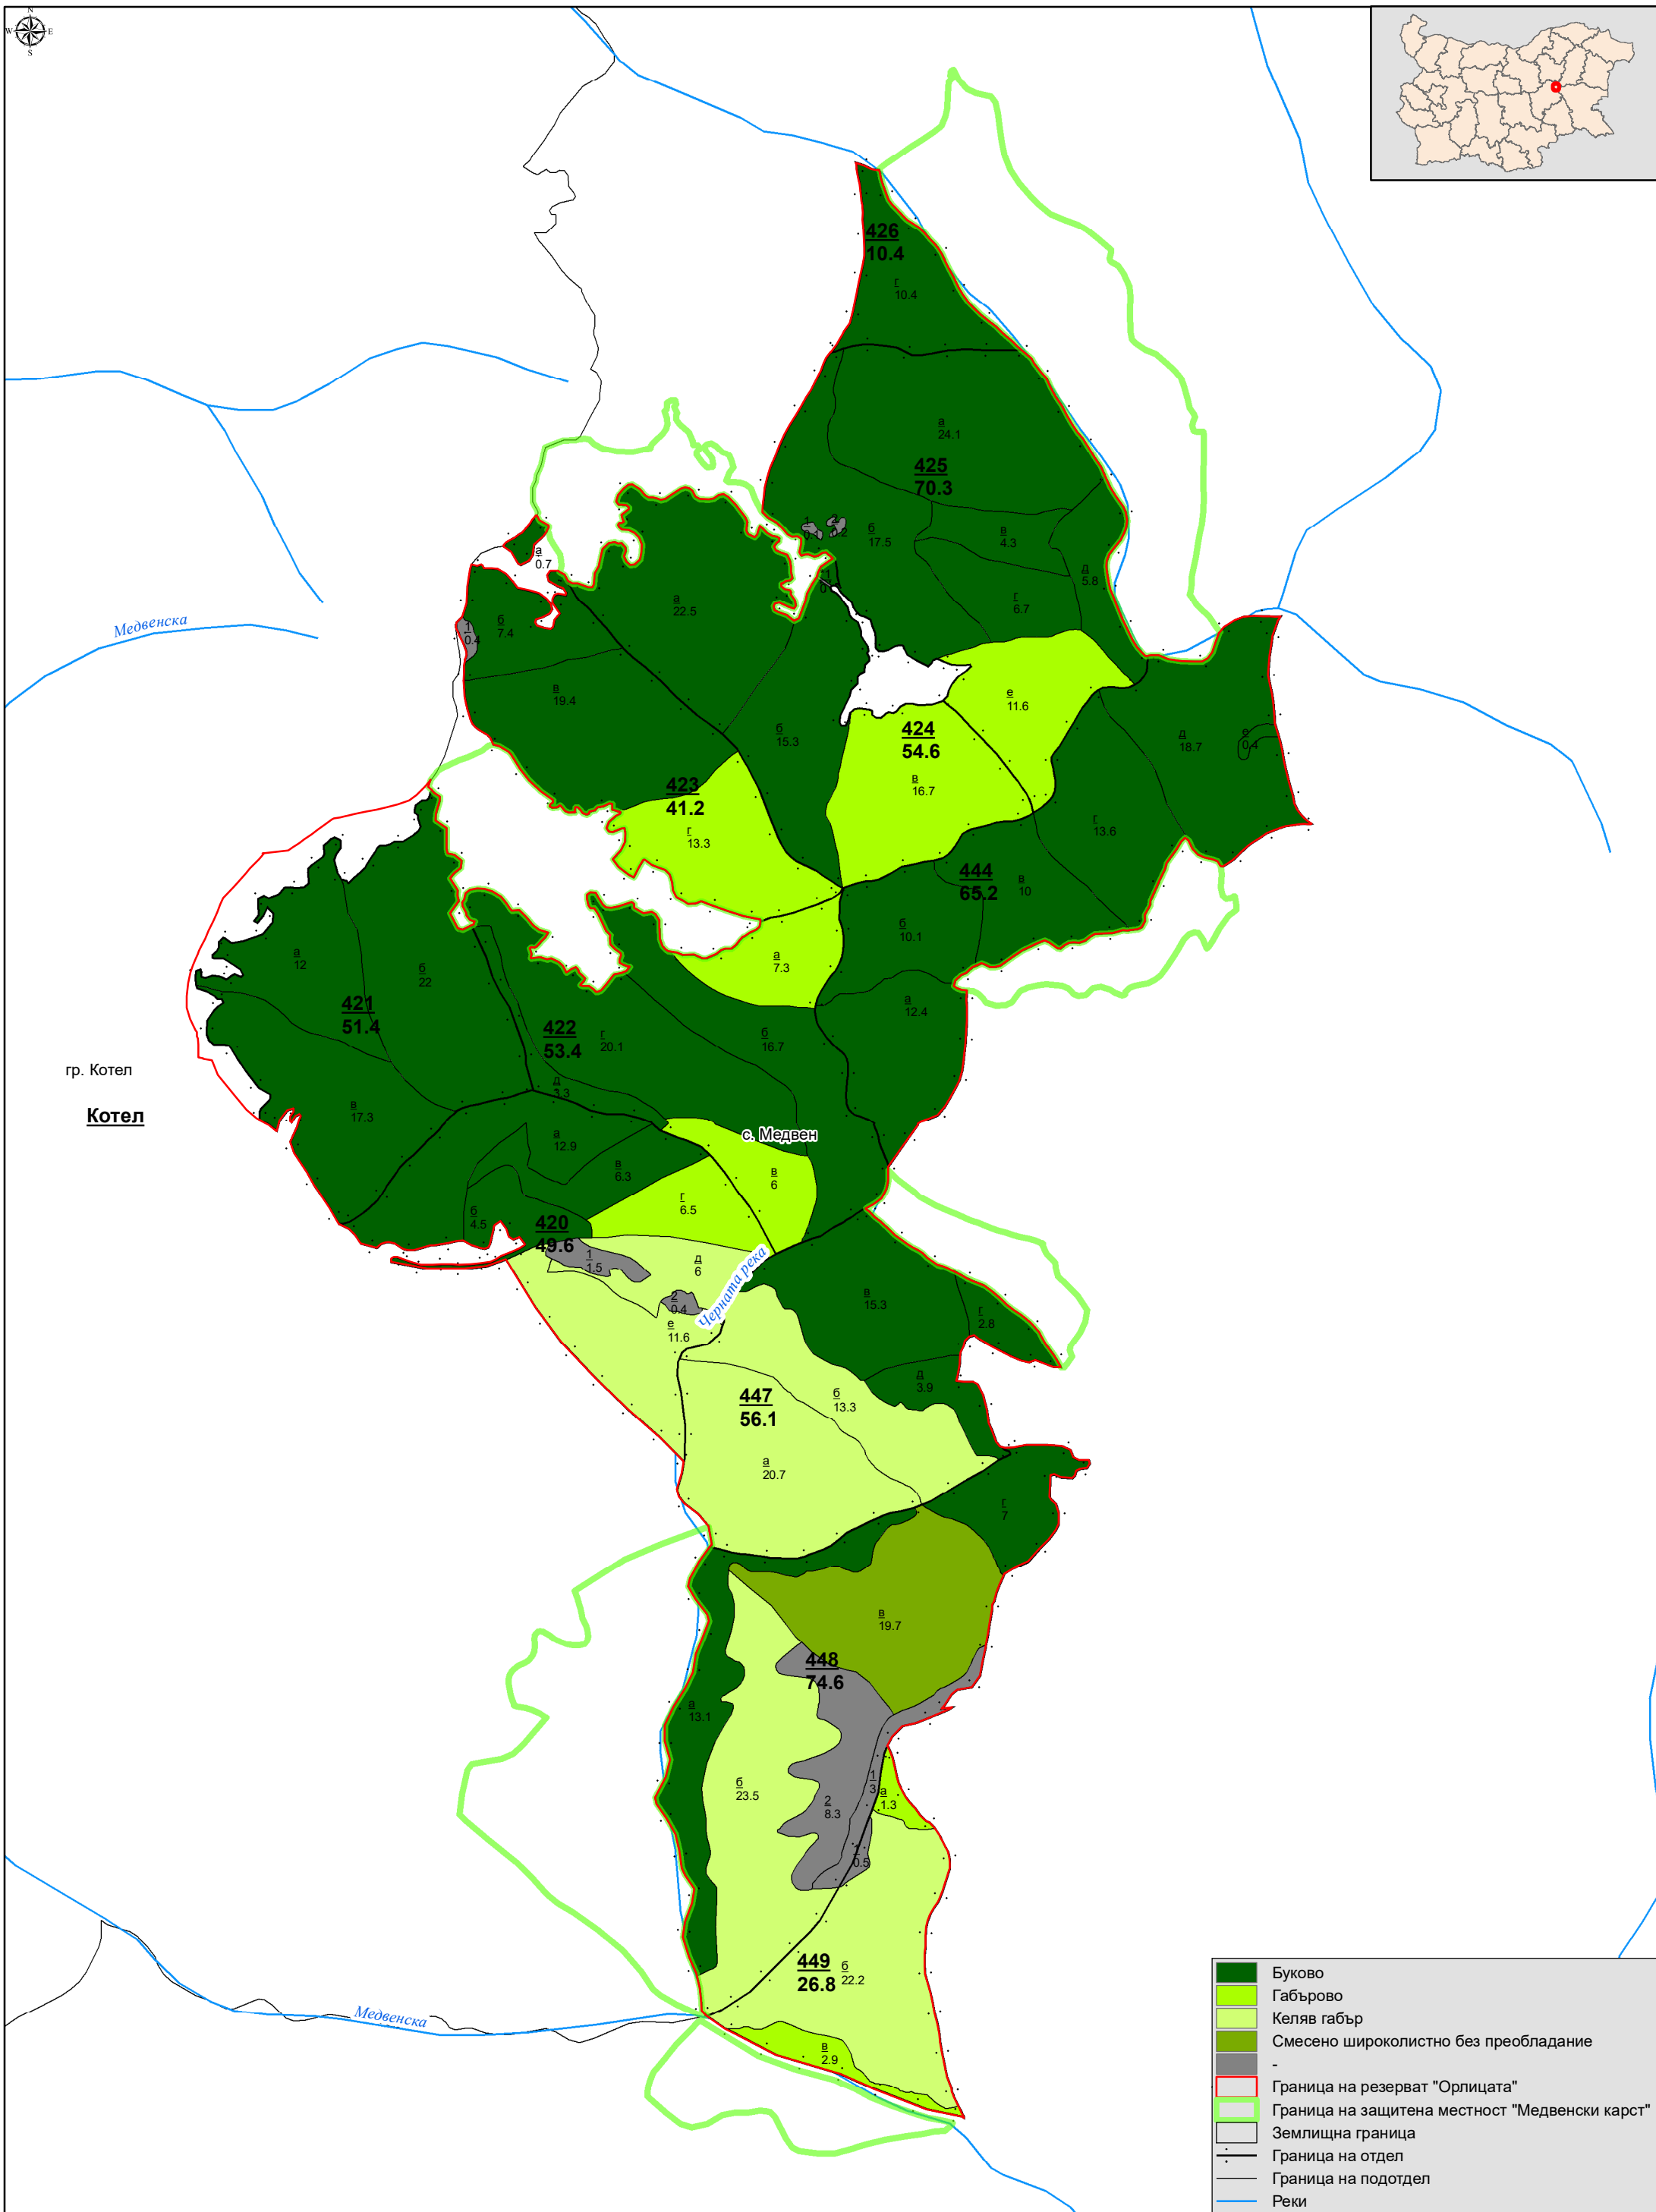 N
W E
S
426
10.4
г
10.4
а
24.1
425
70.3
1
0
2
б
17.5
в
4.3
д
5.8
г
6.7
1
0
а
0.7
а
22.5
б
7.4
1
0.4
Медвенска
в
19.4
е
11.6
б
15.3
424
54.6
д
18.7
е
0.4
в
16.7
423
41.2
г
13.3
г
13.6
444
65.2
в
10
б
10.1
а
7.3
а
12
б
22
421
51.4
а
12.4
422
53.4
г
20.1
б
16.7
гр. Котел
Котел
д
3.3
в
17.3
с. Медвен
а
12.9
в
6.3
в
6
г
6.5
б
4.5
420
49.6
1
1.5
д
6
Черната река
2
0.4
е
11.6
в
15.3
г
2.8
д
3.9
447
56.1
б
13.3
а
20.7
г
7
в
19.7
448
74.6
а
13.1
б
23.5
1
3
а
1.3
2
8.3
1
0.5
449
26.8
б
22.2
Медвенска
в
2.9
Буково
Габърово
Келяв габър
Смесено широколистно без преобладание
-
Граница на резерват "Орлицата"
Граница на защитена местност "Медвенски карст"
Землищна граница
Граница на отдел
Граница на подотдел
Реки